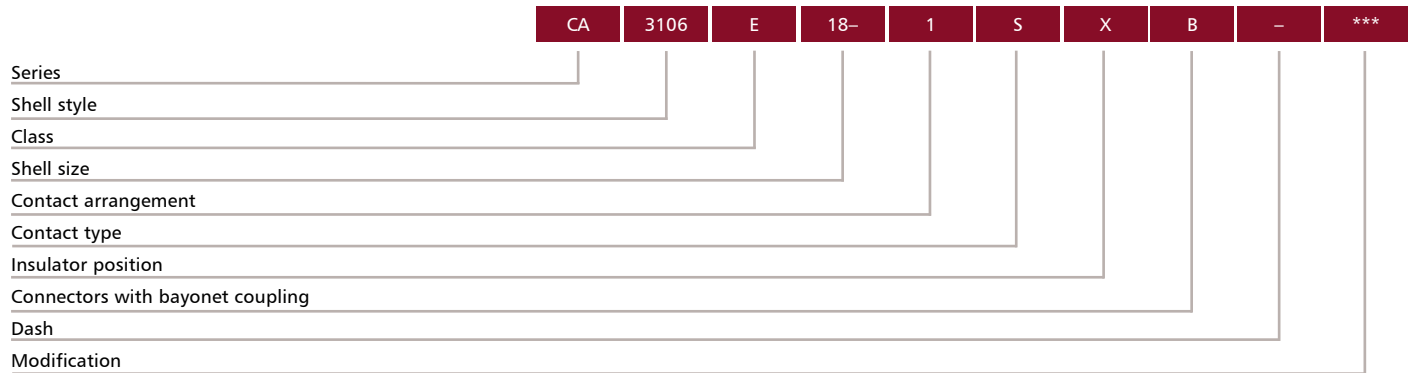 CA 3106 E 18– 1 S X B – ***
Series
Shell style
Class
Shell size
Contact arrangement
Contact type
Insulator position
Connectors with bayonet coupling
Dash
Modification